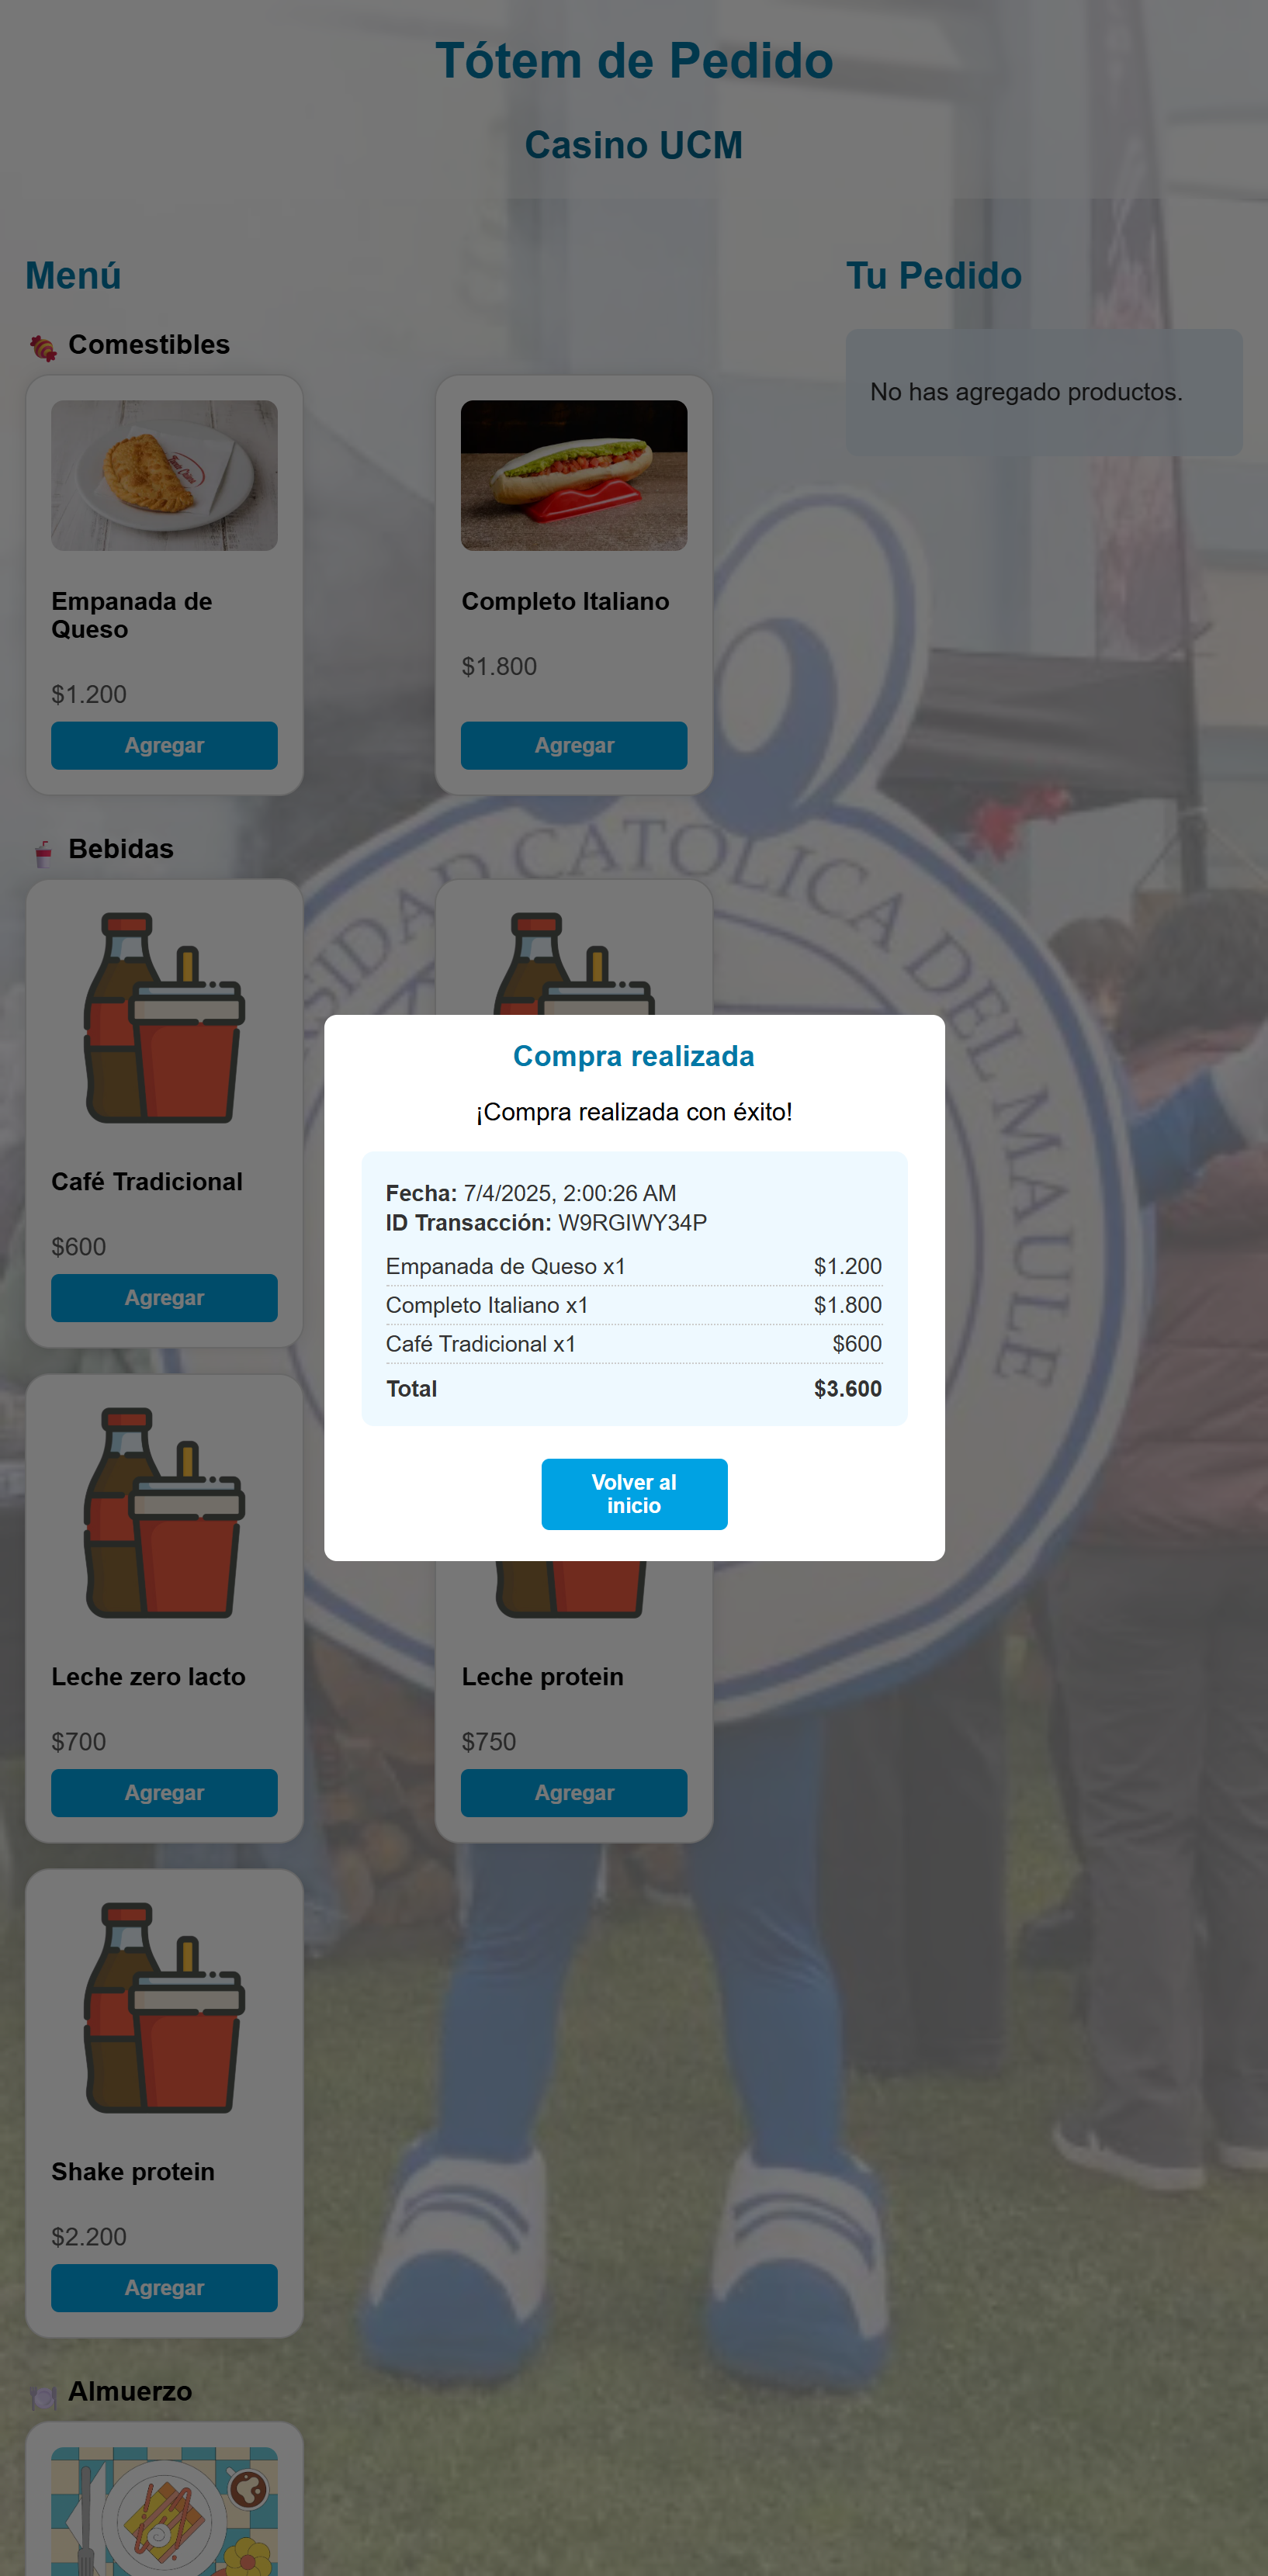 Tótem de Pedido
Casino UCM
Menú
Comestibles
Empanada de
Queso
$1.200
Agregar
Completo Italiano
$1.800
Agregar
Bebidas
Café Tradicional
$600
Agregar
Leche zero lacto
$700
Agregar
Leche protein
$750
Agregar
Shake protein
$2.200
Agregar
Almuerzo
Tu Pedido
No has agregado productos.
CATOLICA DEL MAULE
Compra realizada
¡Compra realizada con éxito!
Fecha: 7/4/2025, 2:00:26 AM
ID Transacción: W9RGIWY34P
Empanada de Queso x1 $1.200
Completo Italiano x1 $1.800
Café Tradicional x1 $600
Total $3.600
Volver al
inicio